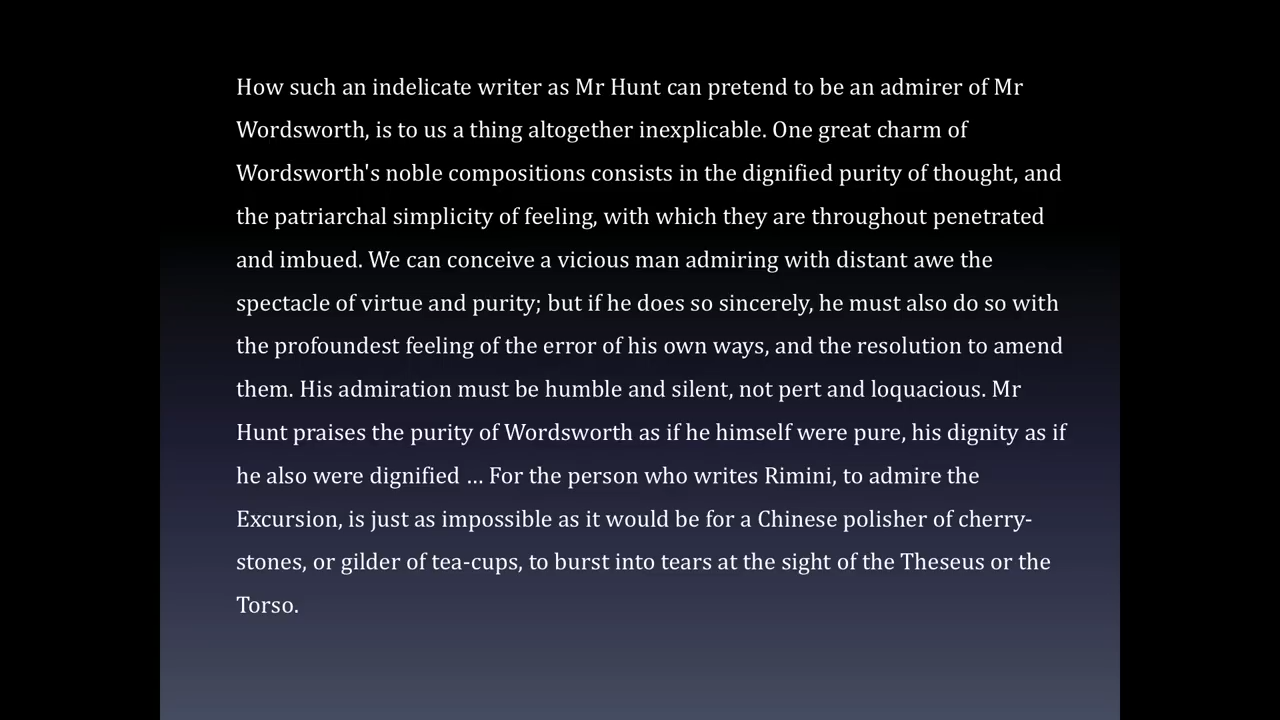 How such an indelicate writer as Mr Hunt can pretend to be an admirer of Mr
Wordsworth, is to us a thing altogether inexplicable. One great charm of
Wordsworth's noble compositions consists in the dignified purity of thought, and
the patriarchal simplicity of feeling, with which they are throughout penetrated
and imbued. We can conceive a vicious man admiring with distant awe the
spectacle of virtue and purity; but if he does so sincerely, he must also do so with
the profoundest feeling of the error of his own ways, and the resolution to amend
them. His admiration must be humble and silent, not pert and loquacious. Mr
Hunt praises the purity of Wordsworth as if he himself were pure, his dignity as if
he also were dignified ... For the person who writes Rimini, to admire the
Excursion, is just as impossible as it would be for a Chinese polisher of cherry-
stones, or gilder of tea-cups, to burst into tears at the sight of the Theseus or the
Torso.